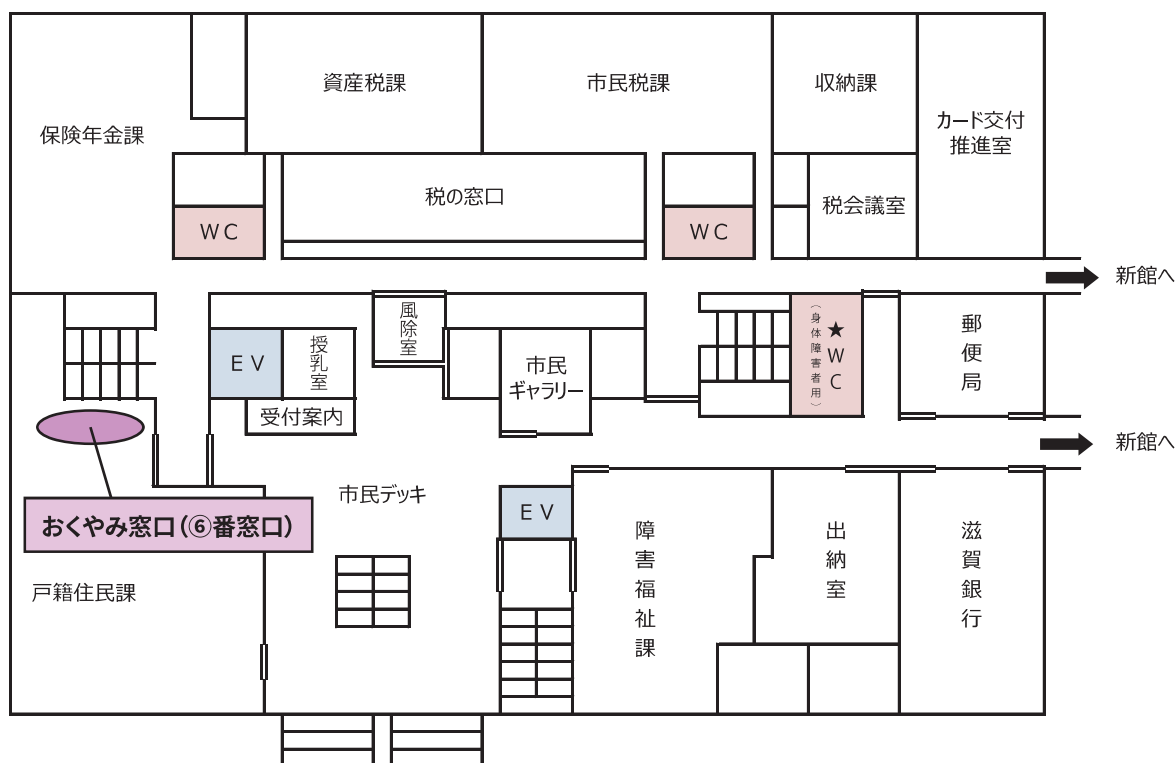 資産税課
市民税課
収納課
カード交付
推進室
保険年金課
税の窓口
税会議室
WC
WC
新館へ
風除室
授乳室
EV
市民
ギャラリー
★WC
(身体障害者用)
郵便局
受付案内
新館へ
市民デッキ
EV
おくやみ窓口(⑥番窓口)
戸籍住民課
障害福祉課
出納室
滋賀銀行